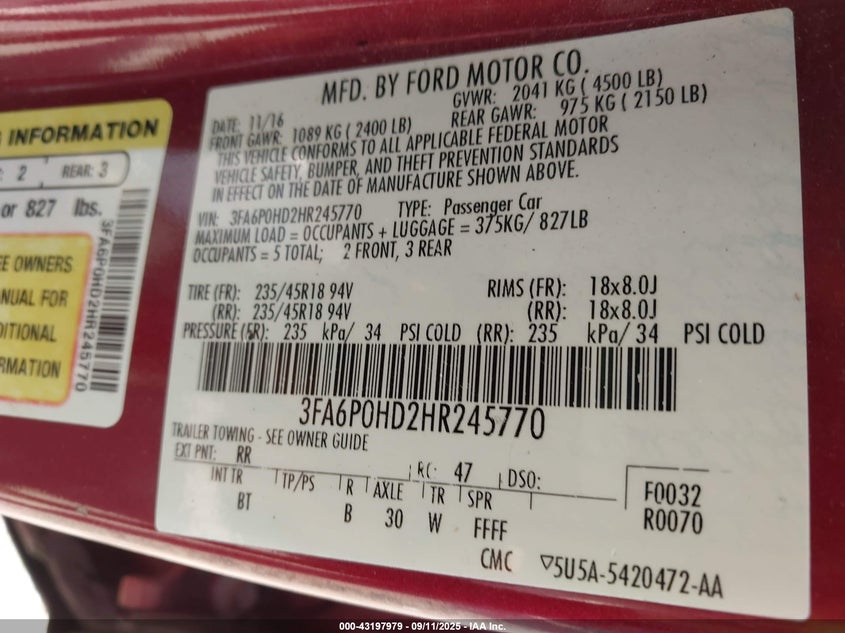 MFD. BY FORD MOTOR CO.
DATE: 11/16 GVWR: 2041 KG ( 4500 LB)
FRONT GAWR: 1089 KG ( 2400 LB) REAR GAWR: 975 KG ( 2150 LB)
THIS VEHICLE CONFORMS TO ALL APPLICABLE FEDERAL MOTOR
VEHICLE SAFETY, BUMPER, AND THEFT PREVENTION STANDARDS
IN EFFECT ON THE DATE OF MANUFACTURE SHOWN ABOVE.
VIN: 3FA6P0HD2HR245770 TYPE: Passenger Car
MAXIMUM LOAD = OCCUPANTS + LUGGAGE = 375KG/ 827LB
OCCUPANTS = 5 TOTAL; 2 FRONT, 3 REAR
TIRE (FR): 235/45R18 94V RIMS (FR): 18x8.0J
(RR): 235/45R18 94V (RR): 18x8.0J
PRESSURE (FR): 235 kPa/ 34 PSI COLD (RR): 235 kPa/ 34 PSI COLD
3FA6P0HD2HR245770
TRAILER TOWING - SEE OWNER GUIDE
EXT PNT: RR RC: 47 DSO:
INT TR TP/PS R AXLE TR SPR F0032
BT B 30 W FFFF R0070
CMC ▽5U5A-5420472-AA
INFORMATION
2 REAR: 3
or 827 lbs.
OWNERS
FOR
3FA6P0HD2HR245770
000-43197979 - 09/11/2025 - IAA Inc.